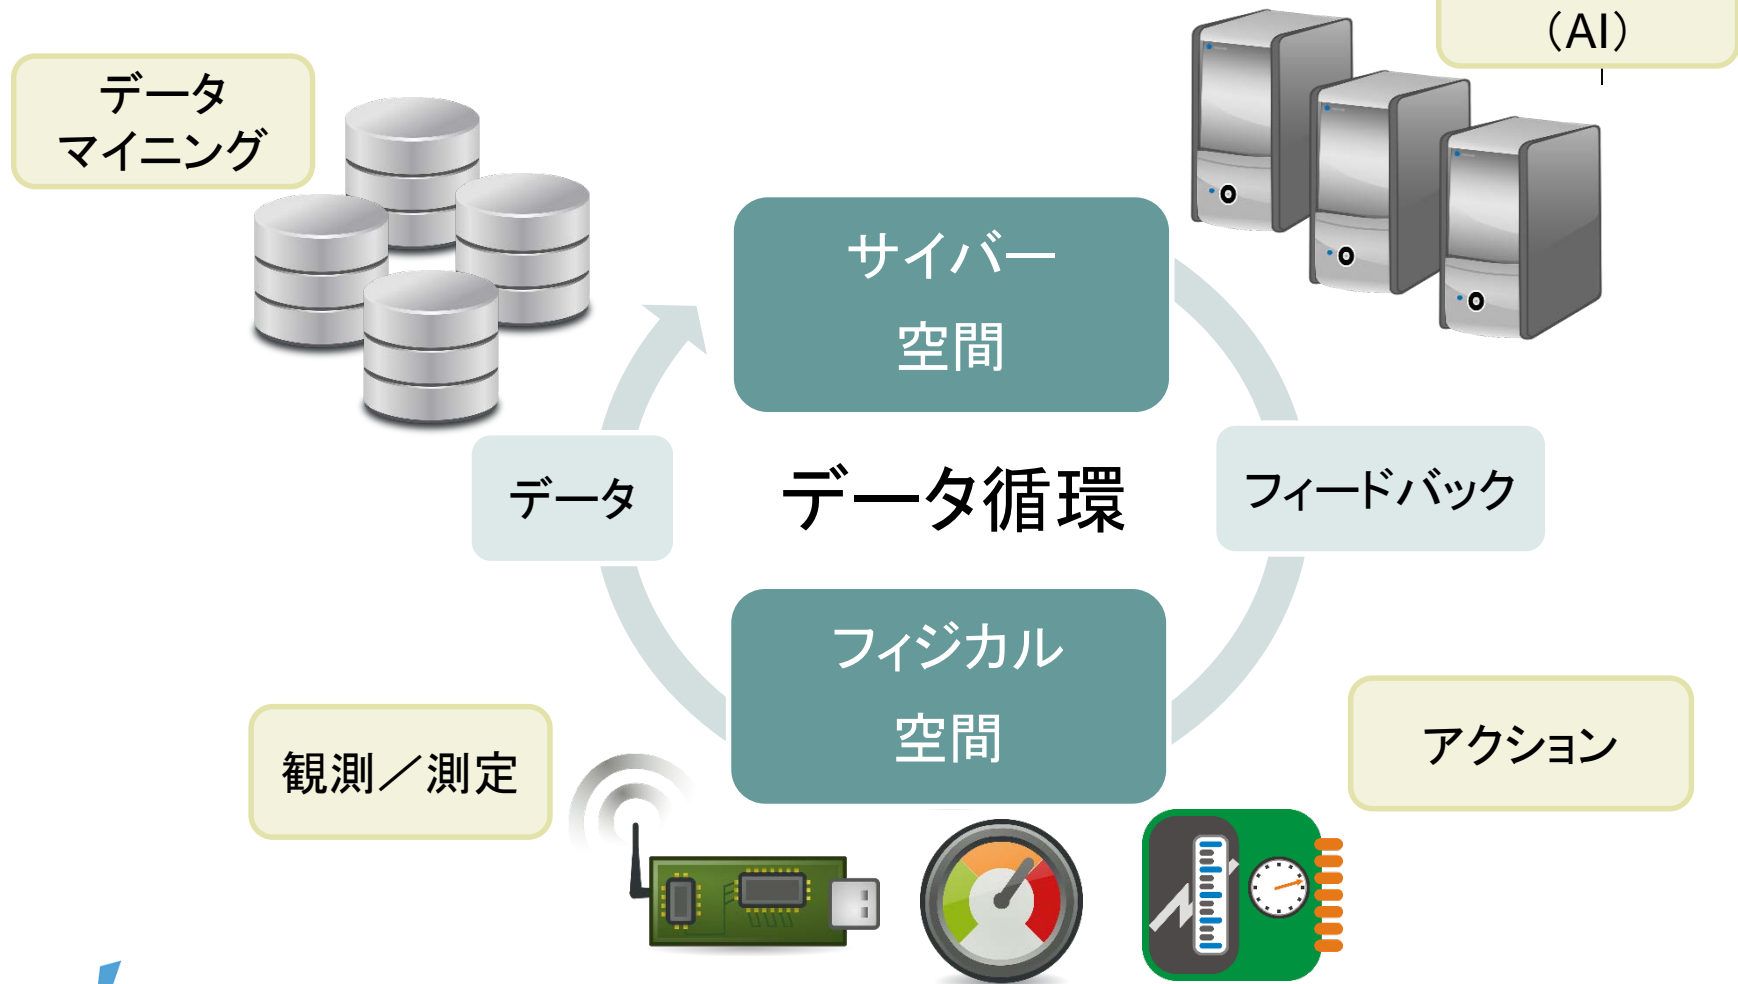 （AI）
データ
マイニング
サイバー
空間
データ
データ循環
フィードバック
フィジカル
空間
観測／測定
アクション